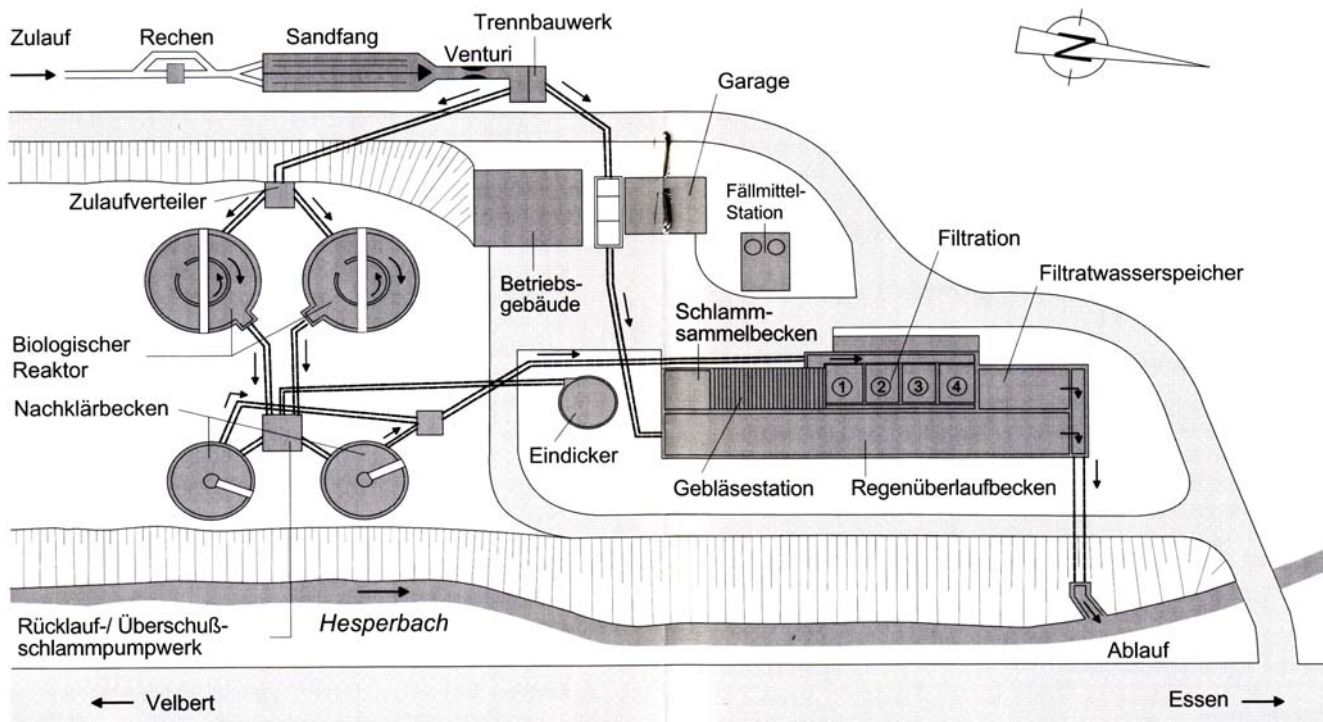 Zulauf
Rechen
Sandfang
Venturi
Trennbauwerk
Garage
N
Zulaufverteiler
Fällmittel-
Station
Filtration
Filtratwasserspeicher
Betriebs-
gebäude
Schlamm-
sammelbecken
Biologischer
Reaktor
1 2 3 4
Nachklärbecken
Eindicker
Gebläsestation
Regenüberlaufbecken
Rücklauf-/ Überschuß-
schlammpumpwerk
Hesperbach
Ablauf
Velbert
Essen